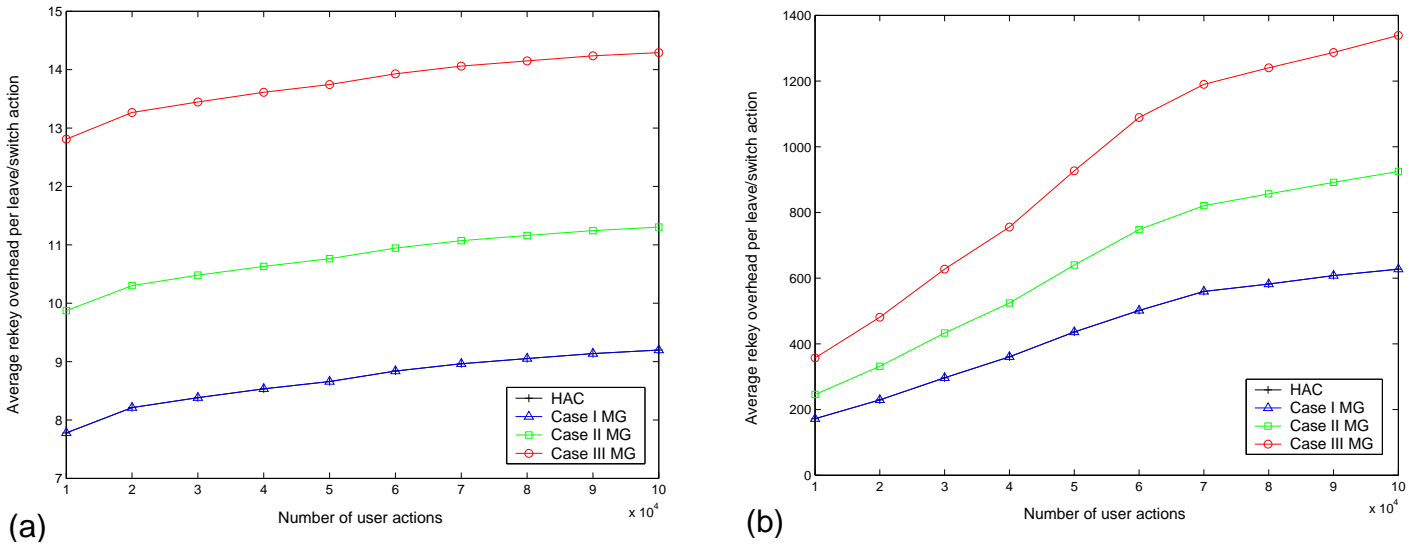 15
14
13
12
11
10
9
8
7
1 2 3 4 5 6 7 8 9 10
x 10^4
Number of user actions
Average rekey overhead per leave/switch action
HAC
Case I MG
Case II MG
Case III MG
(a)
1400
1200
1000
800
600
400
200
0
1 2 3 4 5 6 7 8 9 10
x 10^4
Number of user actions
Average rekey overhead per leave/switch action
HAC
Case I MG
Case II MG
Case III MG
(b)